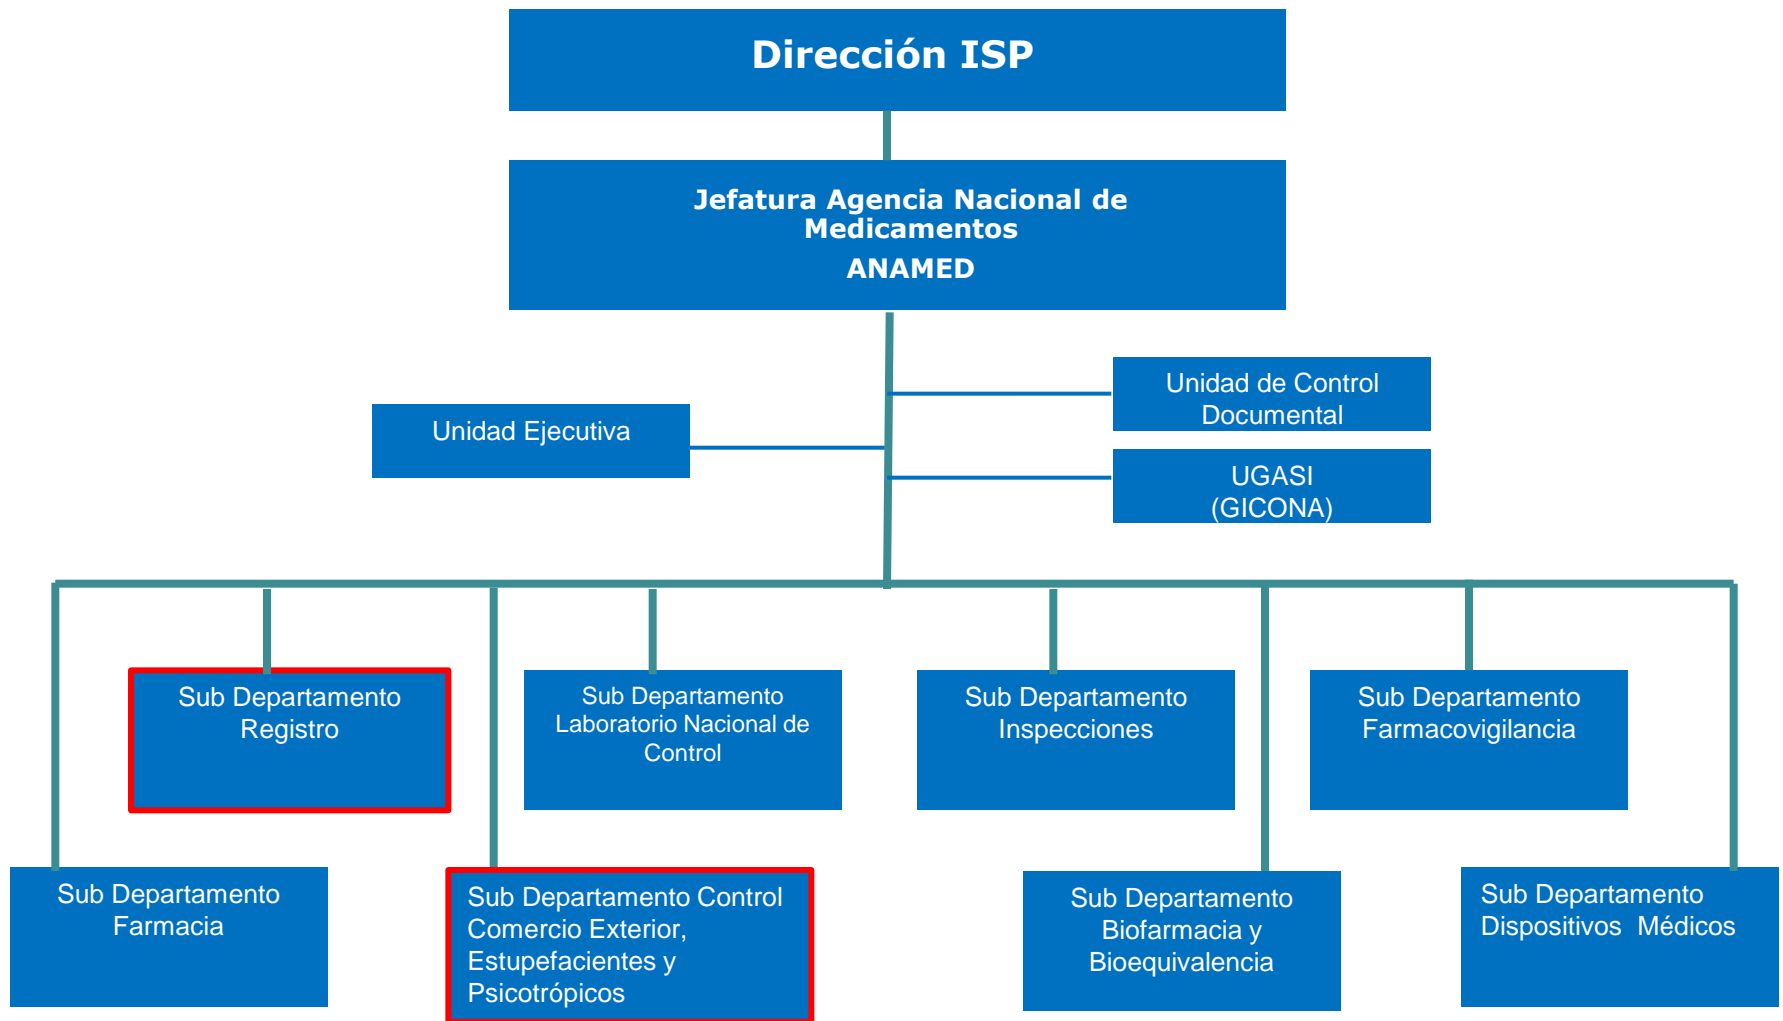 Dirección ISP
Jefatura Agencia Nacional de
Medicamentos
ANAMED
Unidad de Control
Documental
Unidad Ejecutiva
UGASI
(GICONA)
Sub Departamento
Registro
Sub Departamento
Laboratorio Nacional de
Control
Sub Departamento
Inspecciones
Sub Departamento
Farmacovigilancia
Sub Departamento
Farmacia
Sub Departamento Control
Comercio Exterior,
Estupefacientes y
Psicotrópicos
Sub Departamento
Biofarmacia y
Bioequivalencia
Sub Departamento
Dispositivos  Médicos